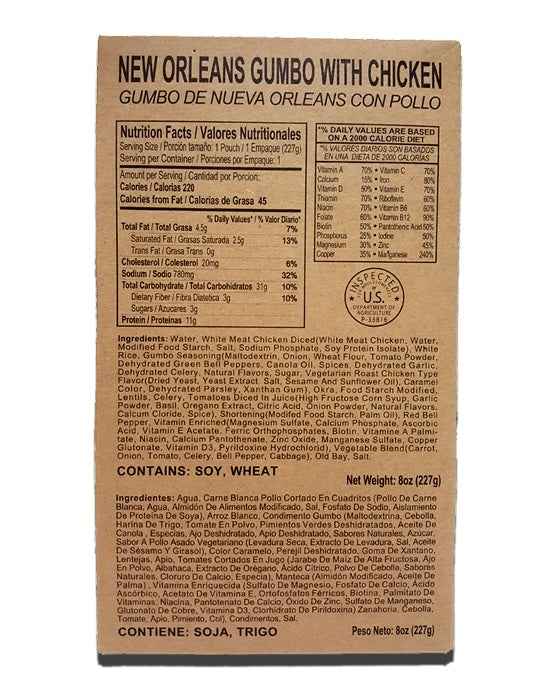 NEW ORLEANS GUMBO WITH CHICKEN
GUMBO DE NUEVA ORLEANS CON POLLO
Nutrition Facts / Valores Nutritionales
Serving Size / Porción tamaño: 1 Pouch / 1 Empaque (227g)
Serving per Container / Porciones por Empaque: 1
Amount per Serving / Cantidad por Porcion:
Calories / Calorias 220
Calories from Fat / Calorias de Grasa 45
% Daily Values* / % Valor Diario*
Total Fat / Total Grasa 4.5g 7%
Saturated Fat / Grasas Saturada 2.5g 13%
Trans Fat / Grasas Trans 0g
Cholesterol / Colesterol 20mg 6%
Sodium / Sodio 780mg 32%
Total Carbohydrate / Total Carbohidratos 31g 10%
Dietary Fiber / Fibra Diatetica 3g 10%
Sugars / Azucares 3g
Protein / Proteinas 11g
*% DAILY VALUES ARE BASED
ON A 2000 CALORIE DIET
*% VALORES DIARIOS SON BASADOS
EN UNA DIETA DE 2000 CALORIAS
Vitamin A 70% • Vitamin C 70%
Calcium 15% • Iron 80%
Vitamin D 50% • Vitamin E 70%
Thiamin 70% • Riboflavin 60%
Niacin 70% • Vitamin B6 60%
Folate 60% • Vitamin B12 90%
Biotin 50% • Pantothenic Acid 50%
Phosphorus 25% • Iodine 50%
Magnesium 30% • Zinc 45%
Copper 35% • Manganese 240%
INSPECTED
U.S.
DEPARTMENT OF
AGRICULTURE
P-33816
Ingredients: Water, White Meat Chicken Diced(White Meat Chicken, Water,
Modified Food Starch, Salt, Sodium Phosphate, Soy Protein Isolate), White
Rice, Gumbo Seasoning(Maltodextrin, Onion, Wheat Flour, Tomato Powder,
Dehydrated Green Bell Peppers, Canola Oil, Spices, Dehydrated Garlic,
Dehydrated Celery, Natural Flavors, Sugar, Vegetarian Roast Chicken Type
Flavor(Dried Yeast, Yeast Extract, Salt, Sesame And Sunflower Oil), Caramel
Color, Dehydrated Parsley, Xanthan Gum), Okra, Food Starch Modified,
Lentils, Celery, Tomatoes Diced In Juice(High Fructose Corn Syup, Garlic
Powder, Basil, Oregano Extract, Citric Acid, Onion Powder, Natural Flavors,
Calcum Cloride, Spice), Shortening(Modified Food Starch, Palm Oil), Red Bell
Pepper, Vitamin Enriched(Magnesium Sulfate, Calcium Phosphate, Ascorbic
Acid, Vitamin E Acetate, Ferric Orthophosphates, Biotin, Vitamin A Palmi-
tate, Niacin, Calcium Pantothenate, Zinc Oxide, Manganese Sulfate, Copper
Glutonate, Vitamin D3, Pyrildoxine Hydrochloride), Vegetable Blend(Carrot,
Onion, Tomato, Celery, Bell Pepper, Cabbage), Old Bay, Salt.
CONTAINS: SOY, WHEAT
Net Weight: 8oz (227g)
Ingredientes: Agua, Carne Blanca Pollo Cortado En Cuadritos (Pollo De Carne
Blanca, Agua, Almidón De Alimentos Modificado, Sal, Fosfato De Sodio, Aislamiento
De Proteina De Soya), Arroz Blanco, Condimento Gumbo (Maltodextrina, Cebolla,
Harina De Trigo, Tomate En Polvo, Pimientos Verdes Deshidratados, Aceite De
Canola , Especias, Ajo Deshidratado, Apio Deshidratado, Sabores Naturales, Azúcar,
Sabor A Pollo Asado Vegetariano (Levadura Seca, Extracto De Levadura, Sal, Aceite
De Sésamo Y Girasol), Color Caramelo, Perejil Deshidratado, Goma De Xantano,
Lentejas, Apio, Tomates Cortados En Jugo (Jarabe De Maiz De Alta Fructosa, Ajo
En Polvo, Albahaca, Extracto De Orégano, Ácido Cítrico, Polvo De Cebolla, Sabores
Naturales, Cloruro De Calcio, Especia), Manteca (Almidón Modificado, Aceite De
Palma) , Vitamina Enriquecida (Sulfato De Magnesio, Fosfato De Calcio, Ácido
Ascórbico, Acetato De Vitamina E, Ortofosfatos Férricos, Biotina, Palmitato De
Vitaminas, Niacina, Pantotenato De Calcio, Óxido De Zinc, Sulfato De Manganeso,
Glutonato De Cobre, Vitamina D3, Clorhidrato De Pirildoxina) Zanahoria, Cebolla,
Tomate, Apio, Pimiento, Col), Condimentos, Sal.
CONTIENE: SOJA, TRIGO
Peso Neto: 8oz (227g)